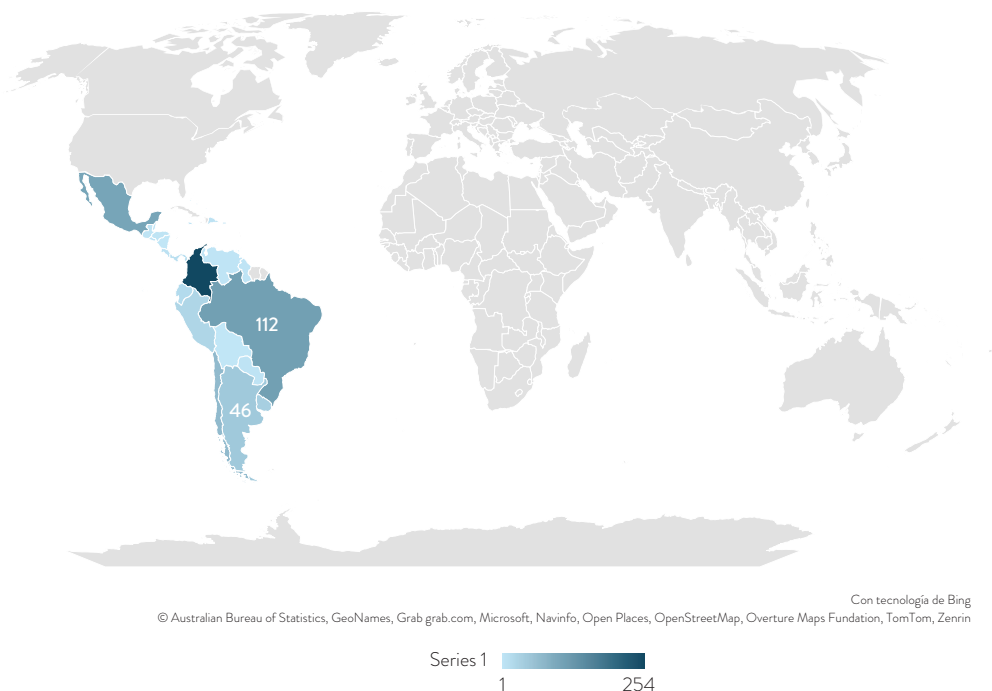 112
46
Con tecnología de Bing
© Australian Bureau of Statistics, GeoNames, Grab grab.com, Microsoft, Navinfo, Open Places, OpenStreetMap, Overture Maps Fundation, TomTom, Zenrin
Series 1
1 254